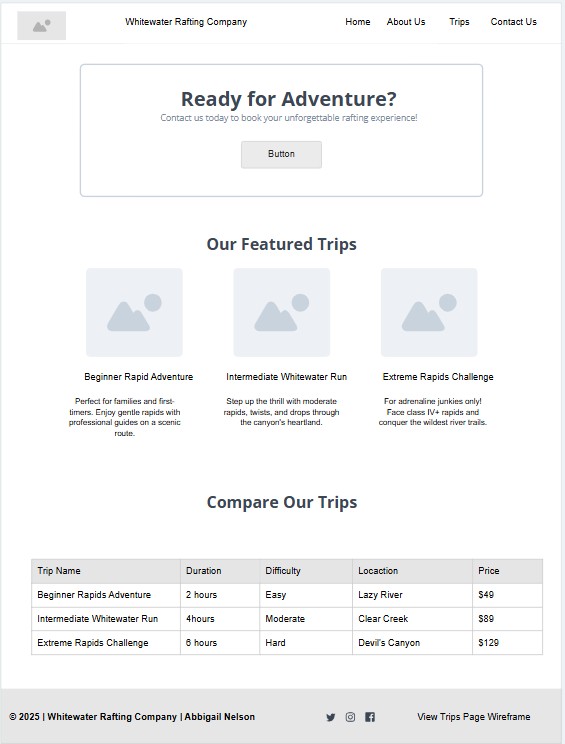 Whitewater Rafting Company Home About Us Trips Contact Us
Ready for Adventure?
Contact us today to book your unforgettable rafting experience!
Button
Our Featured Trips
Beginner Rapid Adventure
Perfect for families and first-
timers. Enjoy gentle rapids with
professional guides on a scenic
route.
Intermediate Whitewater Run
Step up the thrill with moderate
rapids, twists, and drops through
the canyon's heartland.
Extreme Rapids Challenge
For adrenaline junkies only!
Face class IV+ rapids and
conquer the wildest river trails.
Compare Our Trips
Trip Name Duration Difficulty Locaction Price
Beginner Rapids Adventure 2 hours Easy Lazy River $49
Intermediate Whitewater Run 4hours Moderate Clear Creek $89
Extreme Rapids Challenge 6 hours Hard Devil's Canyon $129
© 2025 | Whitewater Rafting Company | Abbigail Nelson View Trips Page Wireframe